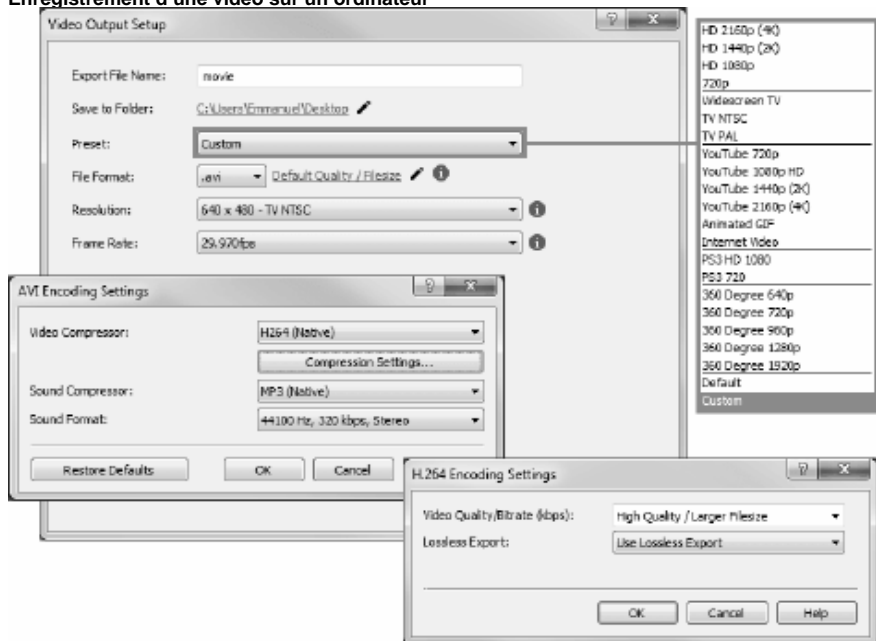 Enregistrement d'une vidéo sur un ordinateur
Video Output Setup
Export File Name: movie
Save to Folder: C:\Users\Emmanuel\Desktop
Preset: Custom
File Format: .avi Default Quality / Filesize
Resolution: 640 x 480 - TV NTSC
Frame Rate: 29.970fps
HD 2160p (4K)
HD 1440p (2K)
HD 1080p
720p
Widescreen TV
TV NTSC
TV PAL
YouTube 720p
YouTube 1080p HD
YouTube 1440p (2K)
YouTube 2160p (4K)
Animated GIF
Internet Video
PS3 HD 1080
PS3 720
360 Degree 640p
360 Degree 720p
360 Degree 960p
360 Degree 1280p
360 Degree 1920p
Default
Custom
AVI Encoding Settings
Video Compressor: H264 (Native)
Compression Settings...
Sound Compressor: MP3 (Native)
Sound Format: 44100 Hz, 320 kbps, Stereo
Restore Defaults OK Cancel
H.264 Encoding Settings
Video Quality/Bitrate (kbps): High Quality / Larger Filesize
Lossless Export: Use Lossless Export
OK Cancel Help